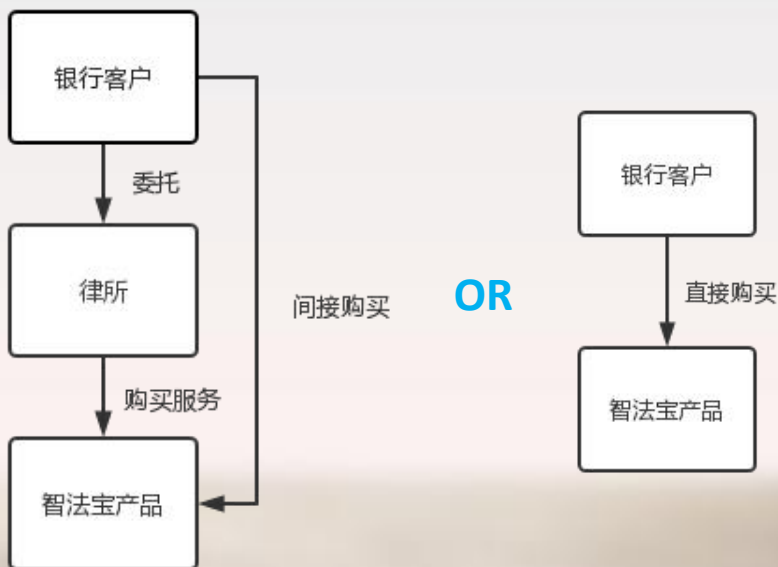 银行客户
委托
律所
购买服务
智法宝产品
间接购买
OR
银行客户
直接购买
智法宝产品